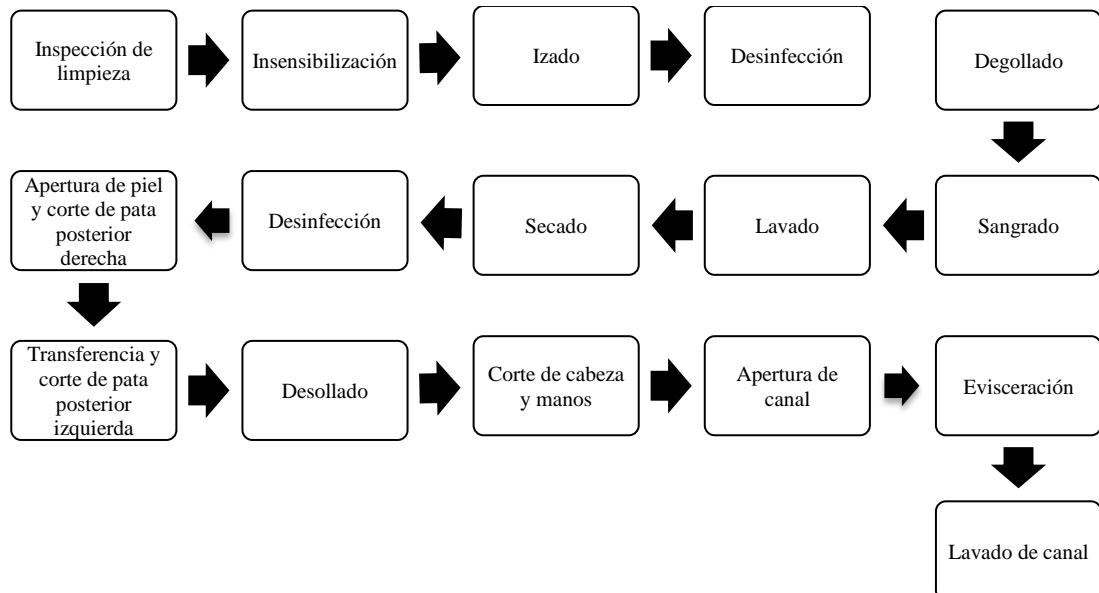 Inspección de
limpieza
Insensibilización
Izado
Desinfección
Degollado
Sangrado
Lavado
Secado
Desinfección
Apertura de piel
y corte de pata
posterior
derecha
Transferencia y
corte de pata
posterior
izquierda
Desollado
Corte de cabeza
y manos
Apertura de
canal
Evisceración
Lavado de canal